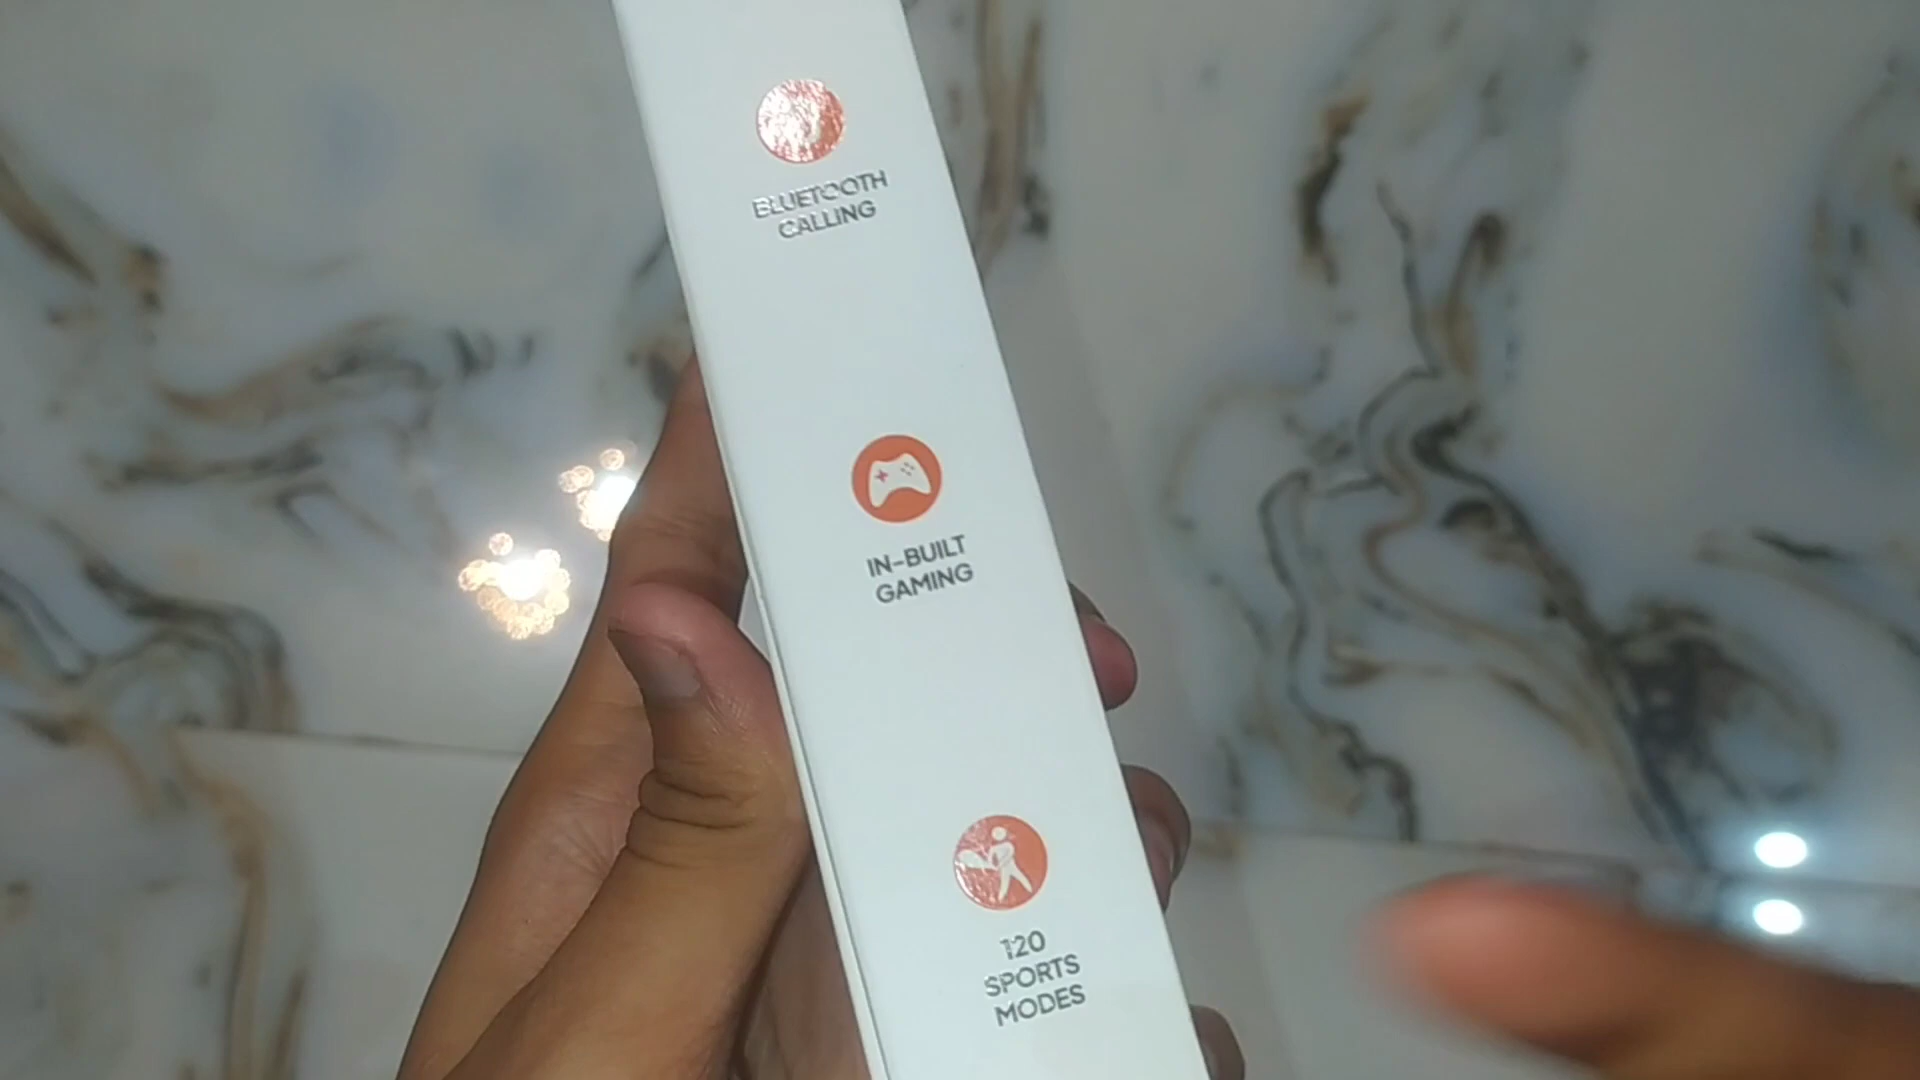 BLUETOOTH
CALLING
IN-BUILT
GAMING
120
SPORTS
MODES